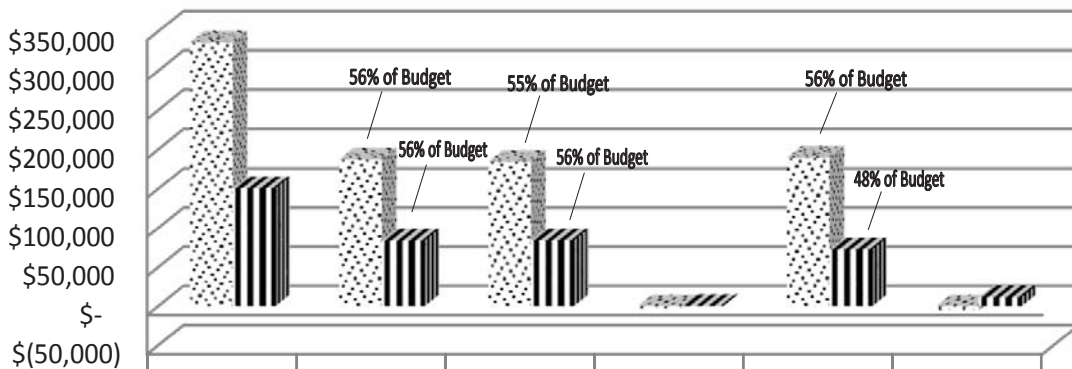 $350,000
$300,000
$250,000
$200,000
$150,000
$100,000
$50,000
$-
$(50,000)
56% of Budget
56% of Budget
55% of Budget
56% of Budget
56% of Budget
48% of Budget